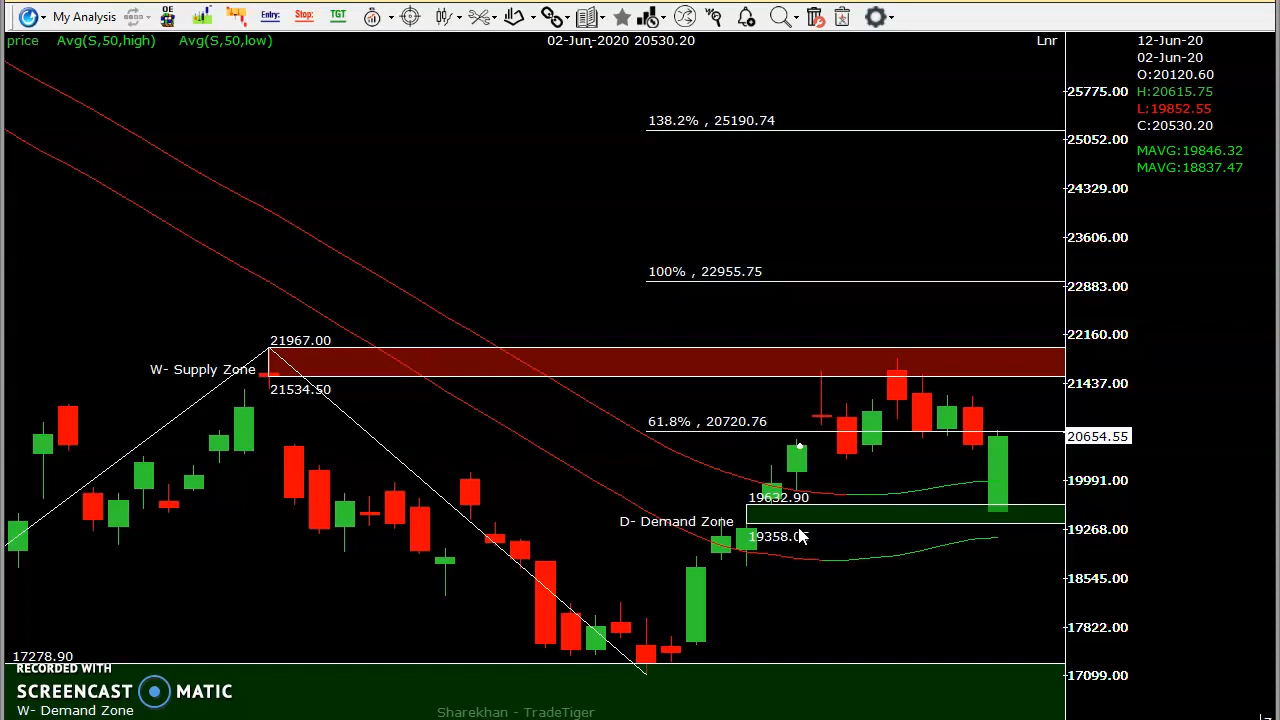 My Analysis OE Entry: Stop: TGT
price Avg(S,50,high) Avg(S,50,low) 02-Jun-2020 20530.20 Lnr
12-Jun-20
02-Jun-20
O:20120.60
H:20615.75
L:19852.55
C:20530.20
MAVG:19846.32
MAVG:18837.47
25775.00
25052.00
24329.00
23606.00
22883.00
22160.00
21437.00
20654.55
19991.00
19268.00
18545.00
17822.00
17099.00
138.2% , 25190.74
100% , 22955.75
21967.00
W- Supply Zone
21534.50
61.8% , 20720.76
19632.90
D- Demand Zone
19358.0
17278.90
RECORDED WITH
SCREENCAST MATIC
W- Demand Zone
Sharekhan - TradeTiger